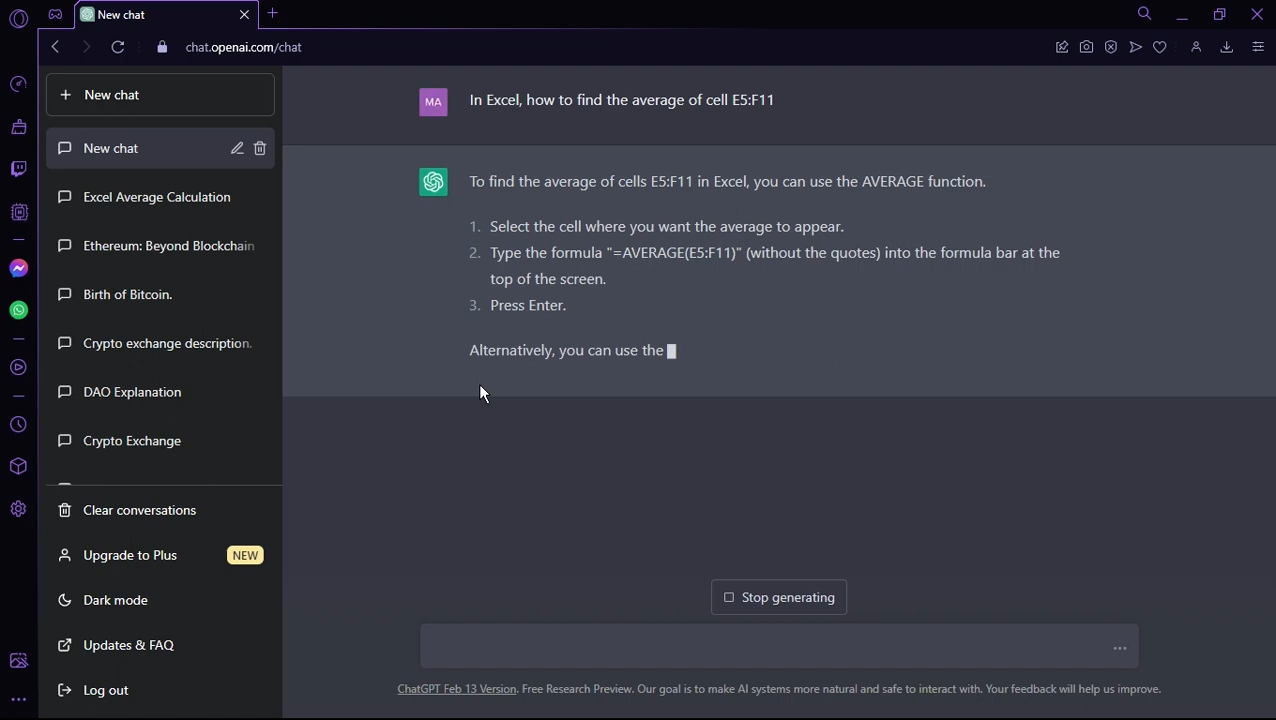 New chat
chat.openai.com/chat
New chat
New chat
Excel Average Calculation
Ethereum: Beyond Blockchain
Birth of Bitcoin.
Crypto exchange description.
DAO Explanation
Crypto Exchange
Clear conversations
Upgrade to Plus NEW
Dark mode
Updates & FAQ
Log out
MA In Excel, how to find the average of cell E5:F11
To find the average of cells E5:F11 in Excel, you can use the AVERAGE function.
1. Select the cell where you want the average to appear.
2. Type the formula "=AVERAGE(E5:F11)" (without the quotes) into the formula bar at the
top of the screen.
3. Press Enter.
Alternatively, you can use the
Stop generating
ChatGPT Feb 13 Version. Free Research Preview. Our goal is to make AI systems more natural and safe to interact with. Your feedback will help us improve.